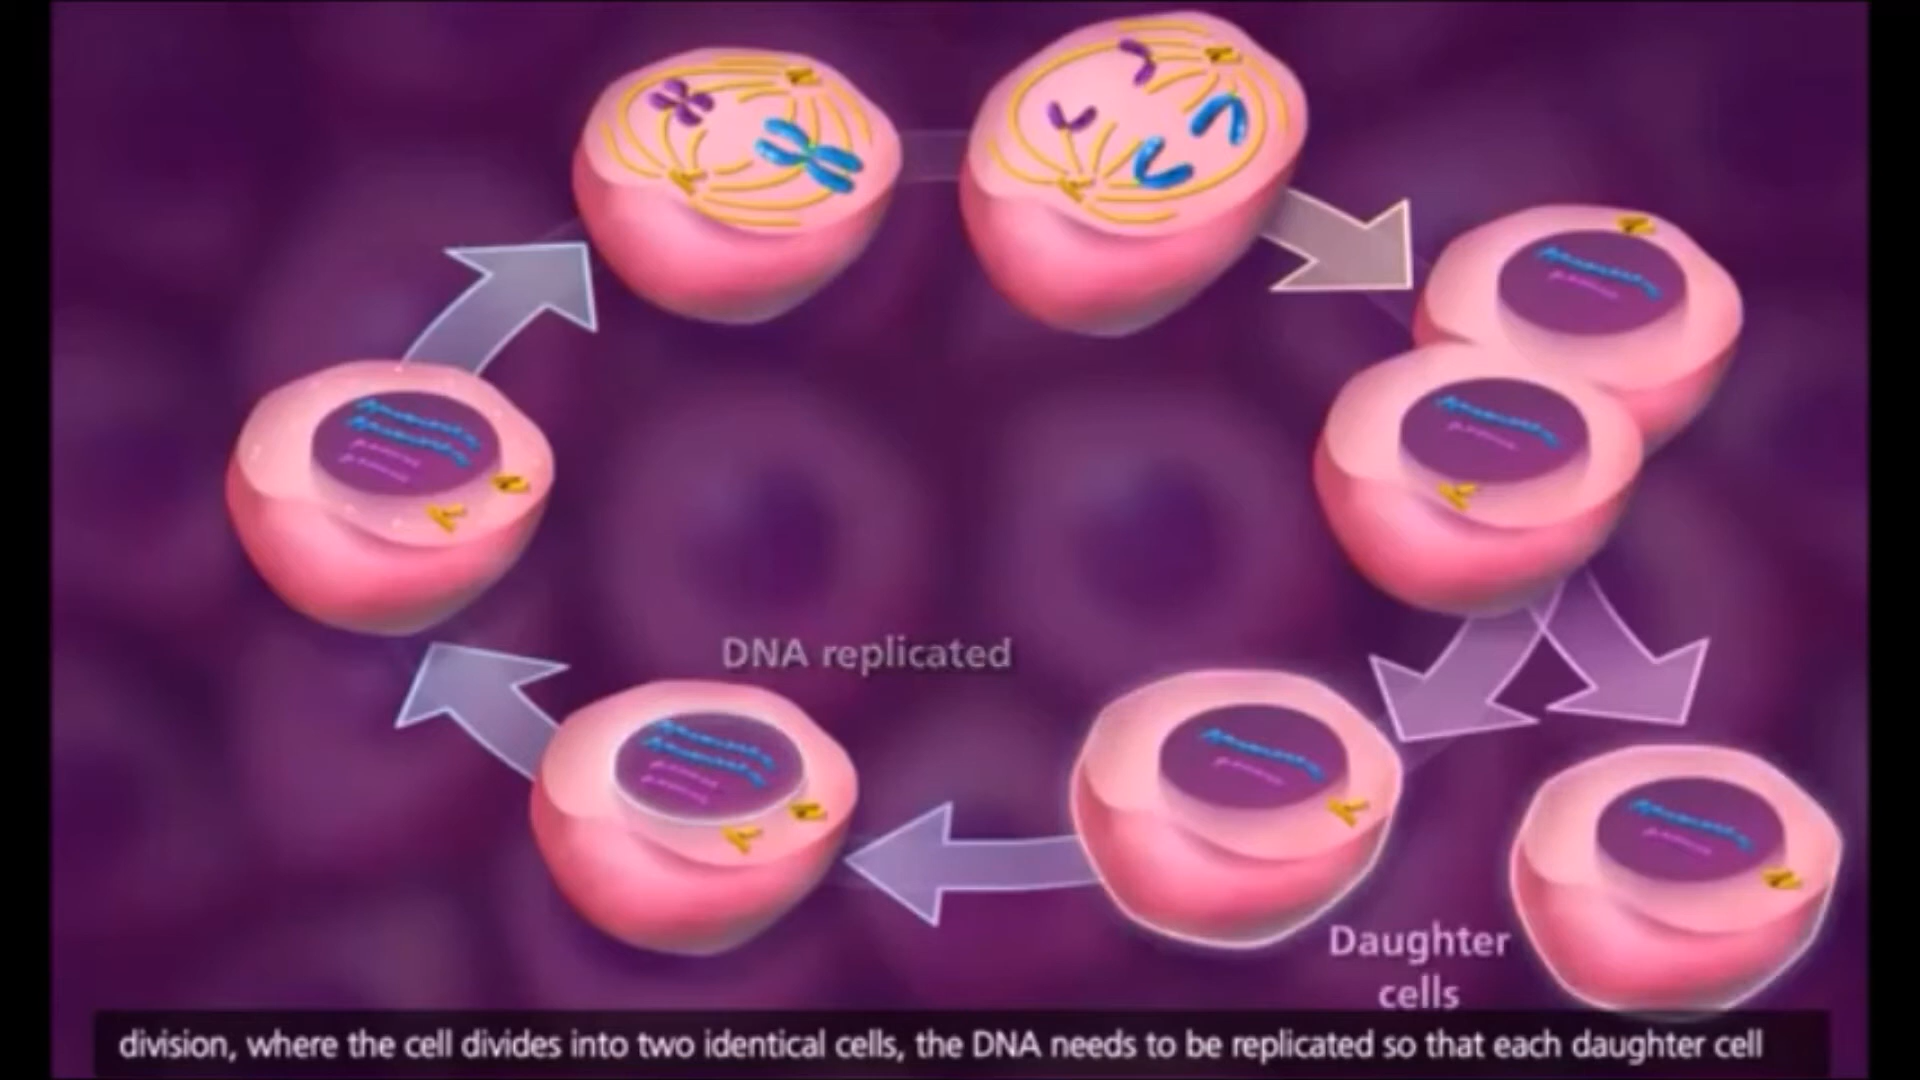 DNA replicated
Daughter
cells
division, where the cell divides into two identical cells, the DNA needs to be replicated so that each daughter cell